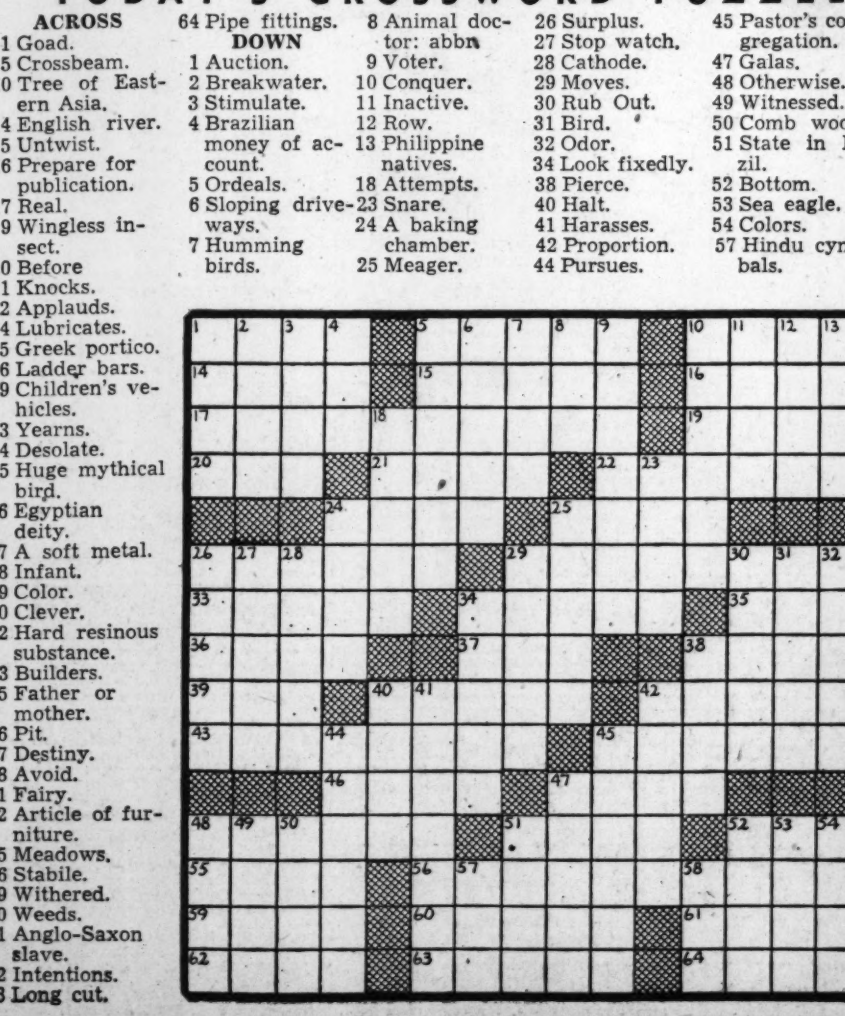 TODAY'S CROSSWORD PUZZLE
ACROSS
1 Goad.
5 Crossbeam.
0 Tree of East-
ern Asia.
4 English river.
5 Untwist.
6 Prepare for
publication.
7 Real.
9 Wingless in-
sect.
0 Before
1 Knocks.
2 Applauds.
4 Lubricates.
5 Greek portico.
6 Ladder bars.
9 Children's ve-
hicles.
3 Yearns.
4 Desolate.
5 Huge mythical
bird.
6 Egyptian
deity.
7 A soft metal.
8 Infant.
9 Color.
0 Clever.
2 Hard resinous
substance.
3 Builders.
5 Father or
mother.
6 Pit.
7 Destiny.
8 Avoid.
1 Fairy.
2 Article of fur-
niture.
5 Meadows.
6 Stabile.
9 Withered.
0 Weeds.
1 Anglo-Saxon
slave.
2 Intentions.
3 Long cut.
64 Pipe fittings.
DOWN
1 Auction.
2 Breakwater.
3 Stimulate.
4 Brazilian
money of ac-
count.
5 Ordeals.
6 Sloping drive-
ways.
7 Humming
birds.
8 Animal doc-
tor: abbn
9 Voter.
10 Conquer.
11 Inactive.
12 Row.
13 Philippine
natives.
18 Attempts.
23 Snare.
24 A baking
chamber.
25 Meager.
26 Surplus.
27 Stop watch.
28 Cathode.
29 Moves.
30 Rub Out.
31 Bird.
32 Odor.
34 Look fixedly.
38 Pierce.
40 Halt.
41 Harasses.
42 Proportion.
44 Pursues.
45 Pastor's co
gregation.
47 Galas.
48 Otherwise.
49 Witnessed.
50 Comb woo
51 State in
zil.
52 Bottom.
53 Sea eagle.
54 Colors.
57 Hindu cym
bals.
1 2 3 4 5 6 7 8 9 10 11 12 13
14 15 16
17 18 19
20 21 22 23
24 25
26 27 28 29 30 31 32
33 34 35
36 37 38
39 40 41 42
43 44 45
46 47
48 49 50 51 52 53 54
55 56 57 58
59 60 61
62 63 64